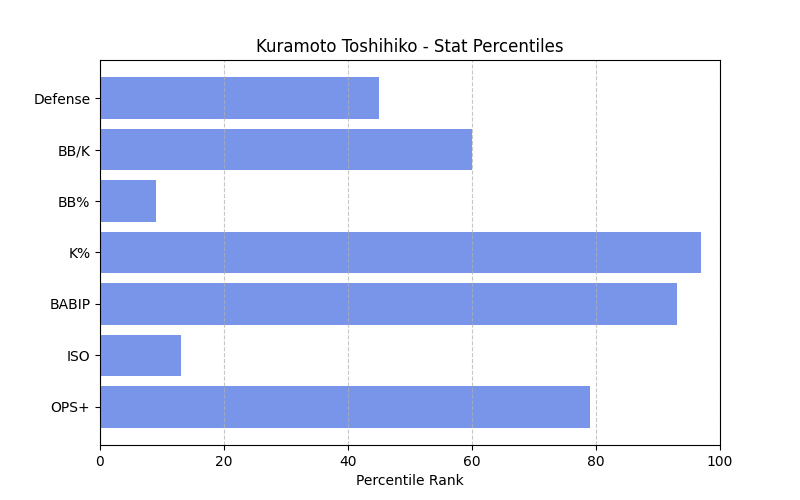 Kuramoto Toshihiko - Stat Percentiles
Defense
BB/K
BB%
K%
BABIP
ISO
OPS+
0 20 40 60 80 100
Percentile Rank